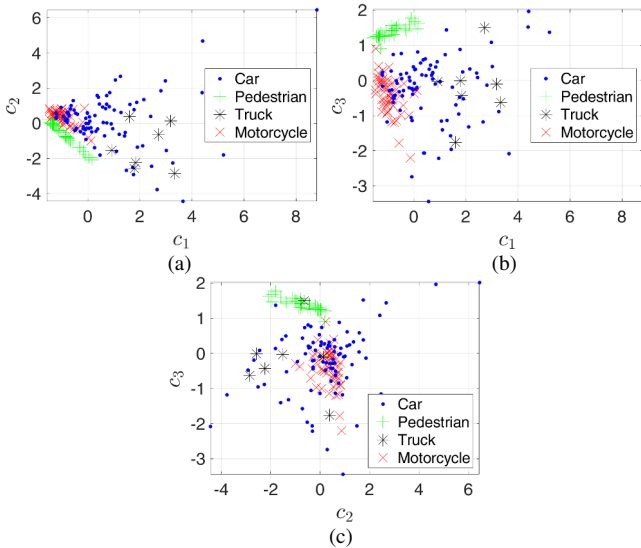 6
4
2
0
-2
-4
c2
0 2 4 6 8
c1
Car
Pedestrian
Truck
Motorcycle
(a)
2
1
0
-1
-2
-3
c3
0 2 4 6 8
c1
Car
Pedestrian
Truck
Motorcycle
(b)
2
1
0
-1
-2
-3
c3
-4 -2 0 2 4 6
c2
Car
Pedestrian
Truck
Motorcycle
(c)